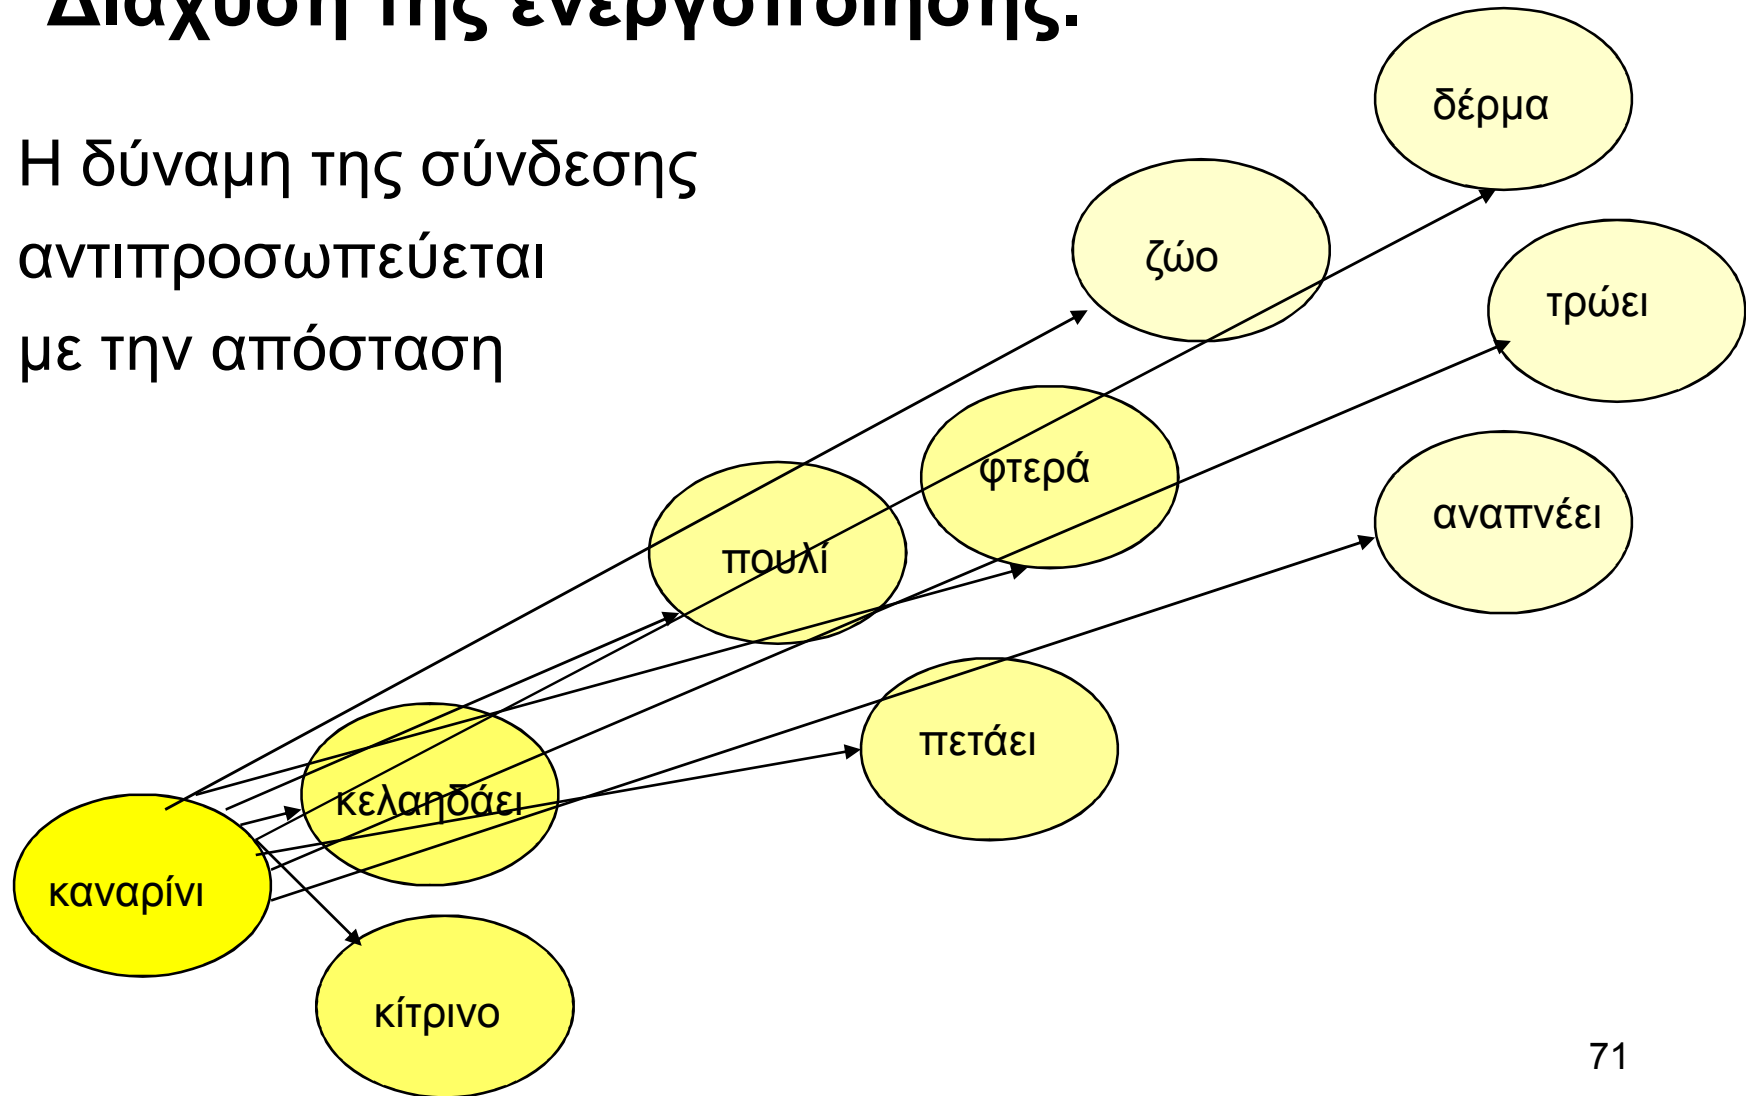 Διάχυση της ενεργοποίησης.
Η δύναμη της σύνδεσης
αντιπροσωπεύεται
με την απόσταση
δέρμα
ζώο
τρώει
φτερά
αναπνέει
πουλί
πετάει
κελαηδάει
καναρίνι
κίτρινο
71